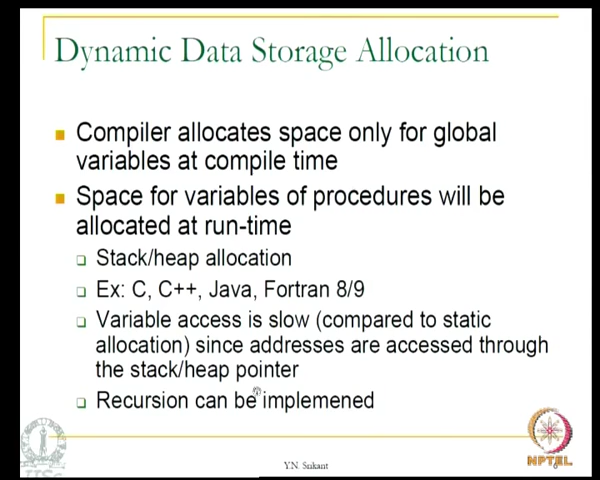 Dynamic Data Storage Allocation
Compiler allocates space only for global
variables at compile time
Space for variables of procedures will be
allocated at run-time
Stack/heap allocation
Ex: C, C++, Java, Fortran 8/9
Variable access is slow (compared to static
allocation) since addresses are accessed through
the stack/heap pointer
Recursion can be implemened
Y.N. Srikant
NPTEL